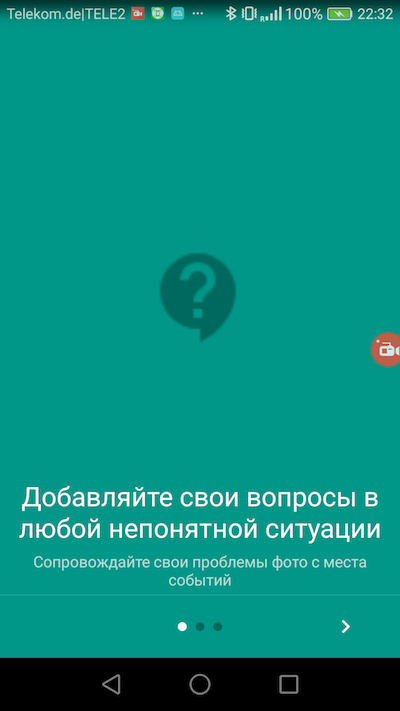 Telekom.de|TELE2 R 100% 22:32
?
Добавляйте свои вопросы в
любой непонятной ситуации
Сопровождайте свои проблемы фото с места
событий